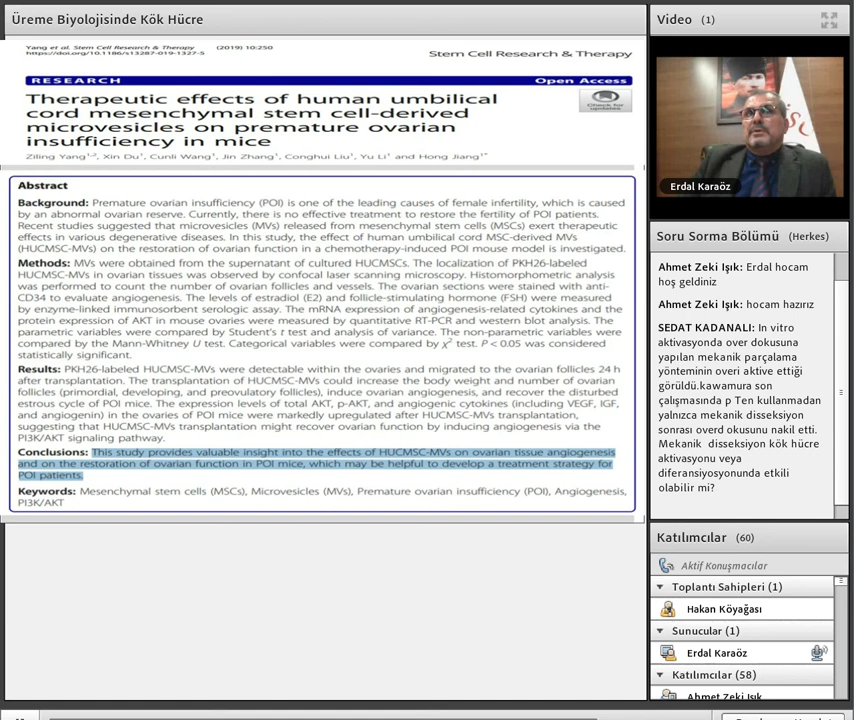 Üreme Biyolojisinde Kök Hücre
Yang et al. Stem Cell Research & Therapy (2019) 10:250
https://doi.org/10.1186/s13287-019-1327-5
Stem Cell Research & Therapy
RESEARCH
Open Access
Therapeutic effects of human umbilical
cord mesenchymal stem cell-derived
microvesicles on premature ovarian
insufficiency in mice
Check for
updates
Ziling Yang1,2, Xin Du1, Cunli Wang1, Jin Zhang1, Conghui Liu1, Yu Li1 and Hong Jiang1*
Abstract
Background: Premature ovarian insufficiency (POI) is one of the leading causes of female infertility, which is caused
by an abnormal ovarian reserve. Currently, there is no effective treatment to restore the fertility of POI patients.
Recent studies suggested that microvesicles (MVs) released from mesenchymal stem cells (MSCs) exert therapeutic
effects in various degenerative diseases. In this study, the effect of human umbilical cord MSC-derived MVs
(HUCMSC-MVs) on the restoration of ovarian function in a chemotherapy-induced POI mouse model is investigated.
Methods: MVs were obtained from the supernatant of cultured HUCMSCs. The localization of PKH26-labeled
HUCMSC-MVs in ovarian tissues was observed by confocal laser scanning microscopy. Histomorphometric analysis
was performed to count the number of ovarian follicles and vessels. The ovarian sections were stained with anti-
CD34 to evaluate angiogenesis. The levels of estradiol (E2) and follicle-stimulating hormone (FSH) were measured
by enzyme-linked immunosorbent serologic assay. The mRNA expression of angiogenesis-related cytokines and the
protein expression of AKT in mouse ovaries were measured by quantitative RT-PCR and western blot analysis. The
parametric variables were compared by Student's t test and analysis of variance. The non-parametric variables were
compared by the Mann-Whitney U test. Categorical variables were compared by χ2 test. P < 0.05 was considered
statistically significant.
Results: PKH26-labeled HUCMSC-MVs were detectable within the ovaries and migrated to the ovarian follicles 24 h
after transplantation. The transplantation of HUCMSC-MVs could increase the body weight and number of ovarian
follicles (primordial, developing, and preovulatory follicles), induce ovarian angiogenesis, and recover the disturbed
estrous cycle of POI mice. The expression levels of total AKT, p-AKT, and angiogenic cytokines (including VEGF, IGF,
and angiogenin) in the ovaries of POI mice were markedly upregulated after HUCMSC-MVs transplantation,
suggesting that HUCMSC-MVs transplantation might recover ovarian function by inducing angiogenesis via the
PI3K/AKT signaling pathway.
Conclusions: This study provides valuable insight into the effects of HUCMSC-MVs on ovarian tissue angiogenesis
and on the restoration of ovarian function in POI mice, which may be helpful to develop a treatment strategy for
POI patients.
Keywords: Mesenchymal stem cells (MSCs), Microvesicles (MVs), Premature ovarian insufficiency (POI), Angiogenesis,
PI3K/AKT
Video (1)
Erdal Karaöz
Soru Sorma Bölümü (Herkes)
Ahmet Zeki Işık: Erdal hocam
hoş geldiniz
Ahmet Zeki Işık: hocam hazırız
SEDAT KADANALI: In vitro
aktivasyonda over dokusuna
yapılan mekanik parçalama
yönteminin overi aktive ettiği
görüldü.kawamura son
çalışmasında p Ten kullanmadan
yalnızca mekanik disseksiyon
sonrası overd okusunu nakil etti.
Mekanik disseksiyon kök hücre
aktivasyonu veya
diferansiyosyonunda etkili
olabilir mi?
Katılımcılar (60)
Aktif Konuşmacılar
Toplantı Sahipleri (1)
Hakan Köyağası
Sunucular (1)
Erdal Karaöz
Katılımcılar (58)
Ahmet Zeki Işık